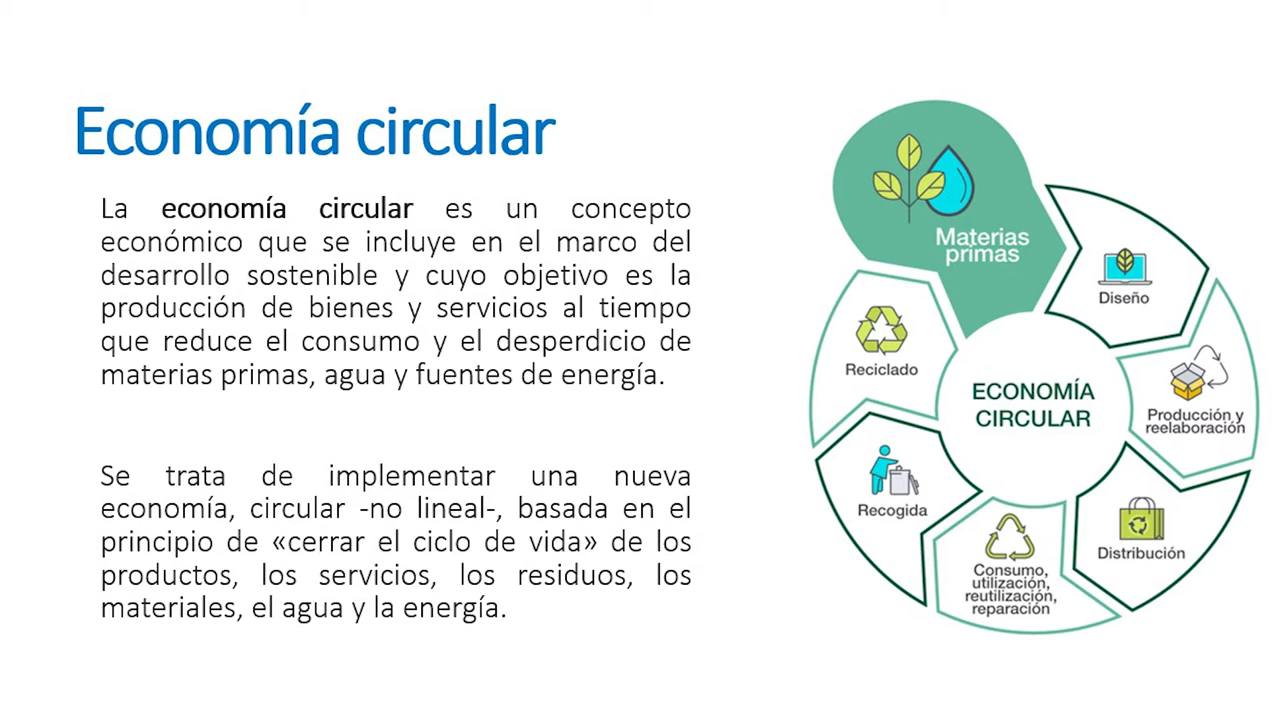 Economía circular
La economía circular es un concepto
económico que se incluye en el marco del
desarrollo sostenible y cuyo objetivo es la
producción de bienes y servicios al tiempo
que reduce el consumo y el desperdicio de
materias primas, agua y fuentes de energía.
Se trata de implementar una nueva
economía, circular -no lineal-, basada en el
principio de «cerrar el ciclo de vida» de los
productos, los servicios, los residuos, los
materiales, el agua y la energía.
Materias
primas
Diseño
Producción y
reelaboración
Distribución
Consumo,
utilización,
reutilización,
reparación
Recogida
Reciclado
ECONOMÍA
CIRCULAR